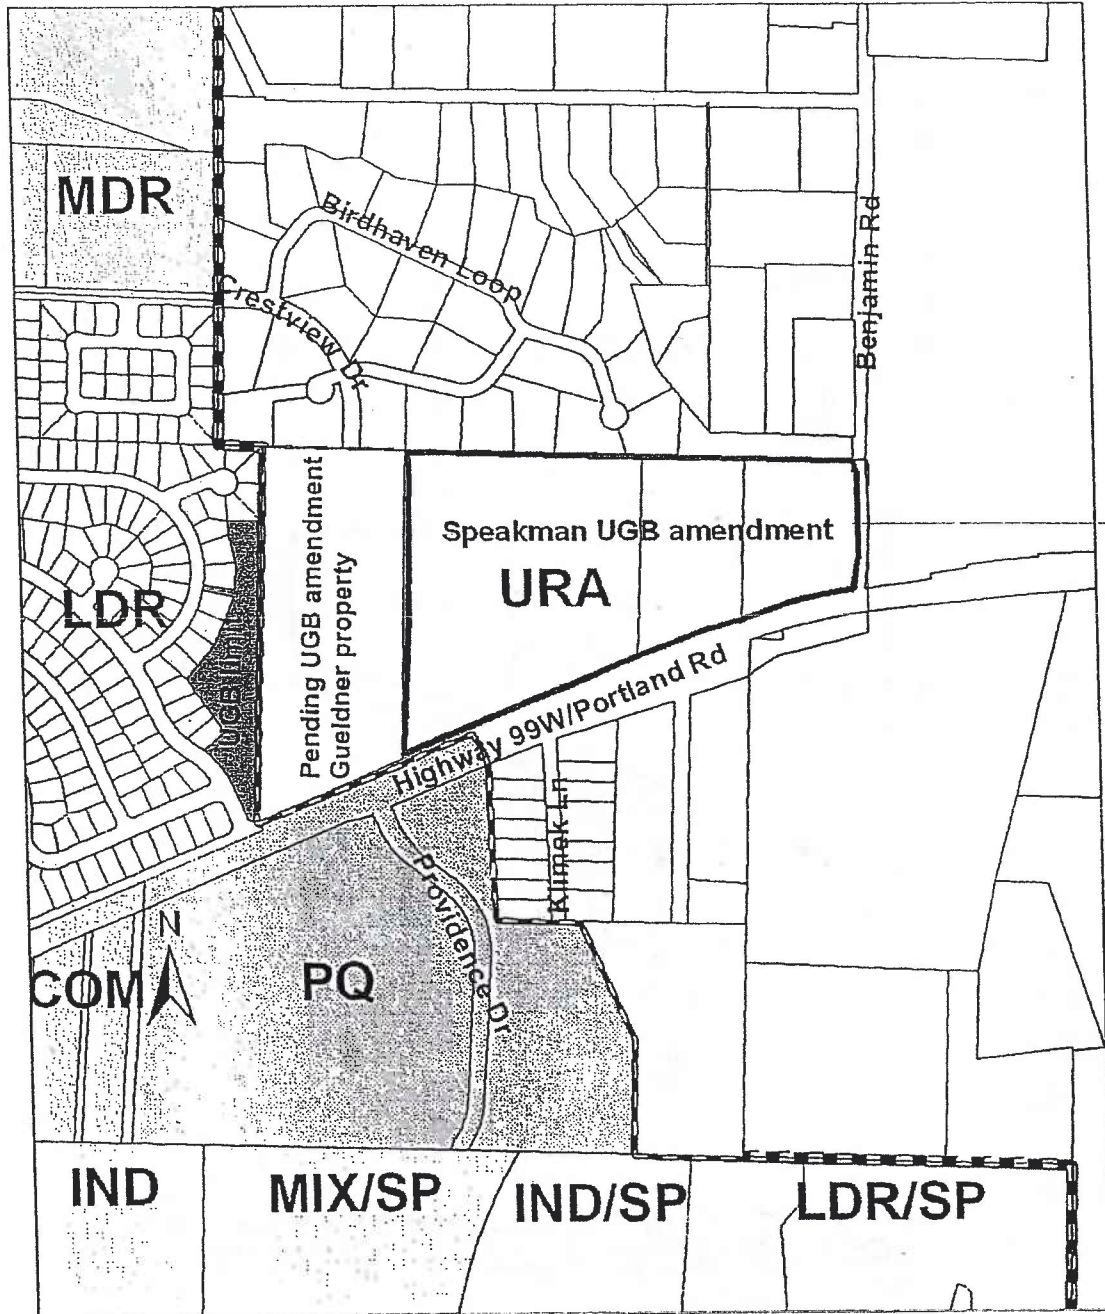 MDR
Birdhaven Loop
Crestview Dr
Benjamin Rd
Pending UGB amendment
Gueldner property
Speakman UGB amendment
URA
LDR
UGB limit
Highway 99W/Portland Rd
Klimek Ln
Providence Dr
N
COM
PQ
IND
MIX/SP
IND/SP
LDR/SP